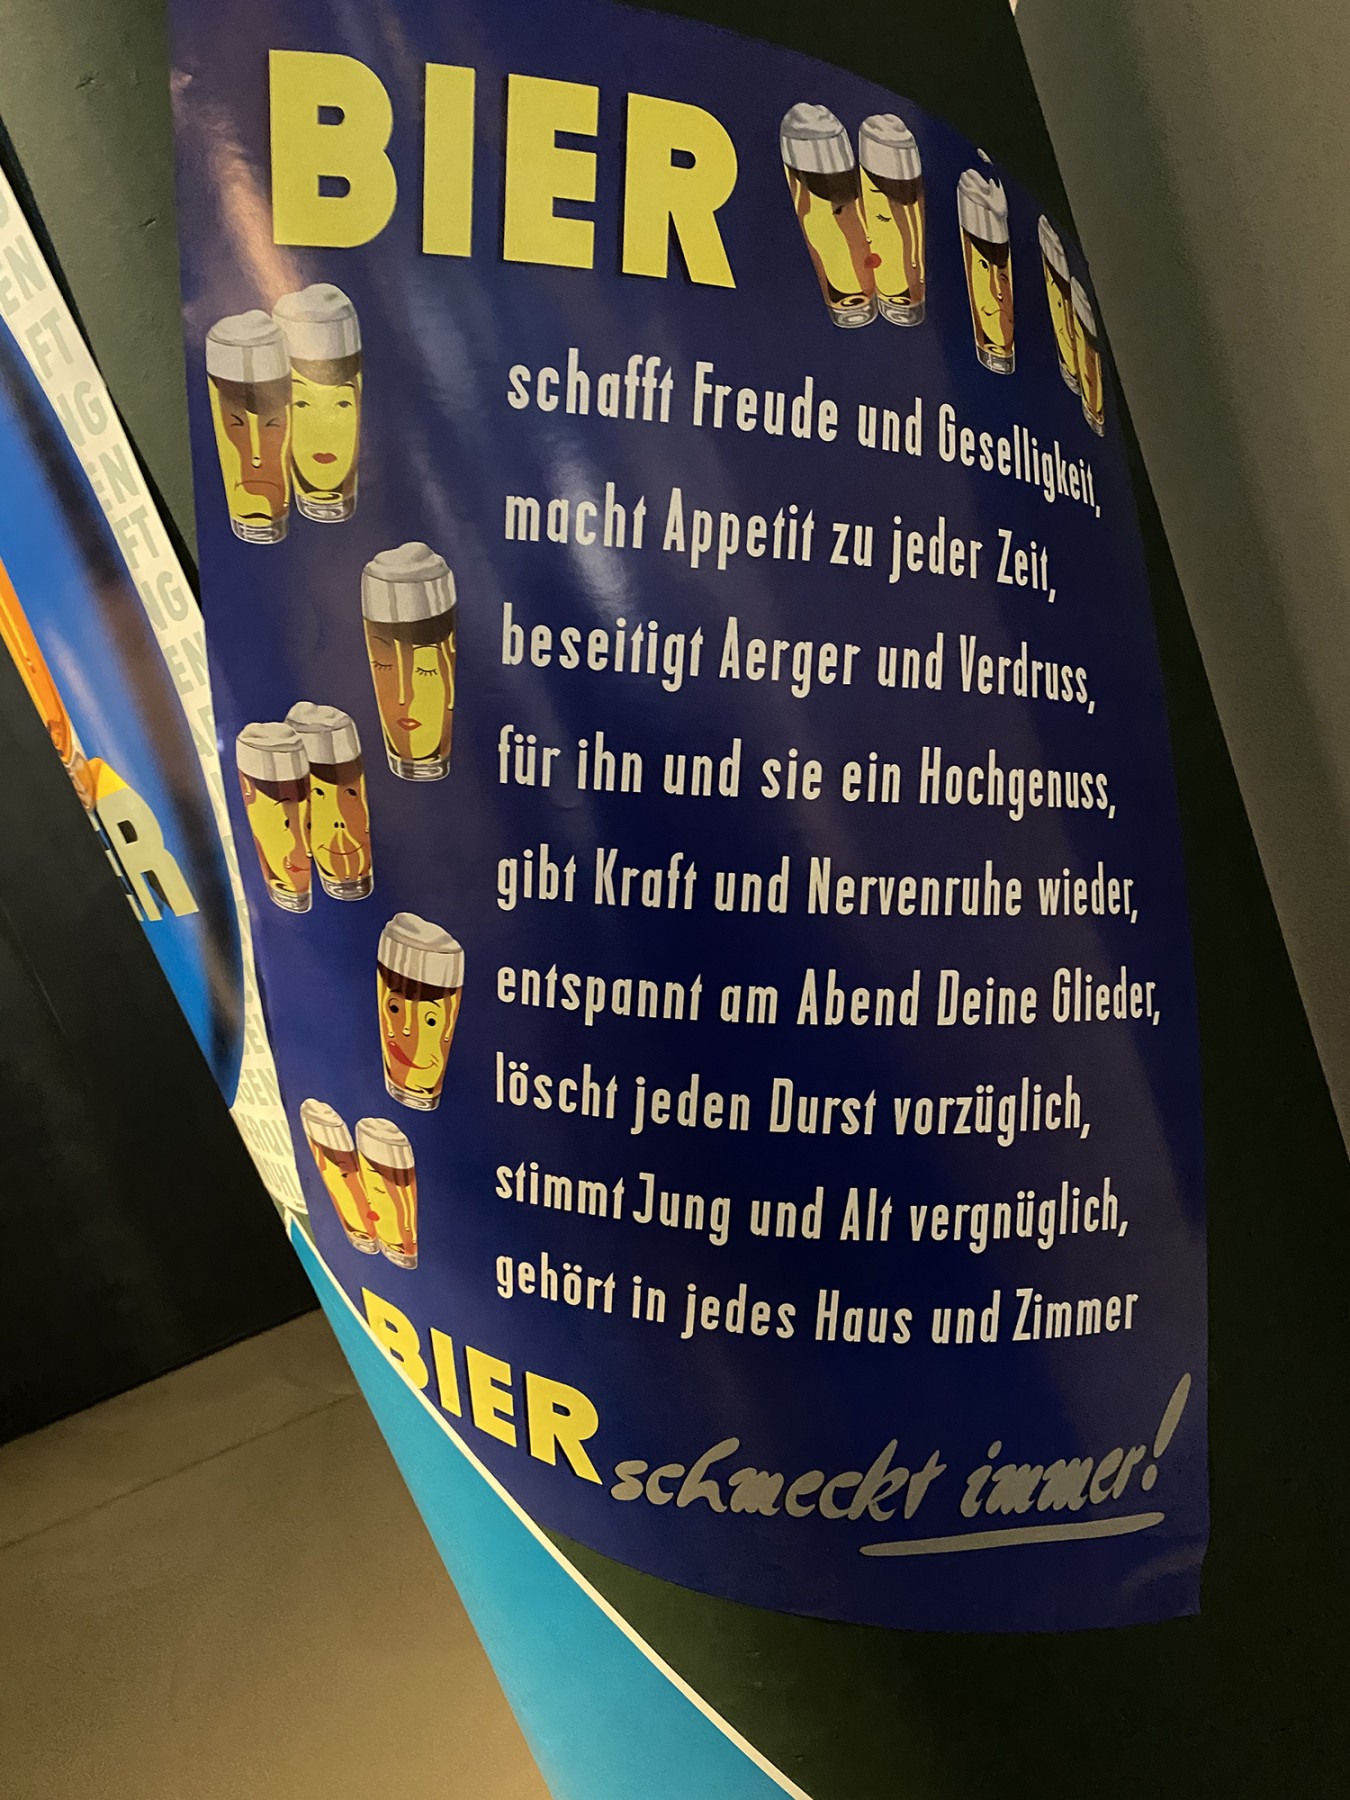 BIER
schafft Freude und Geselligkeit,
macht Appetit zu jeder Zeit,
beseitigt Aerger und Verdruss,
für ihn und sie ein Hochgenuss,
gibt Kraft und Nervenruhe wieder,
entspannt am Abend Deine Glieder,
löscht jeden Durst vorzüglich,
stimmt Jung und Alt vergnüglich,
gehört in jedes Haus und Zimmer
BIER schmeckt immer!